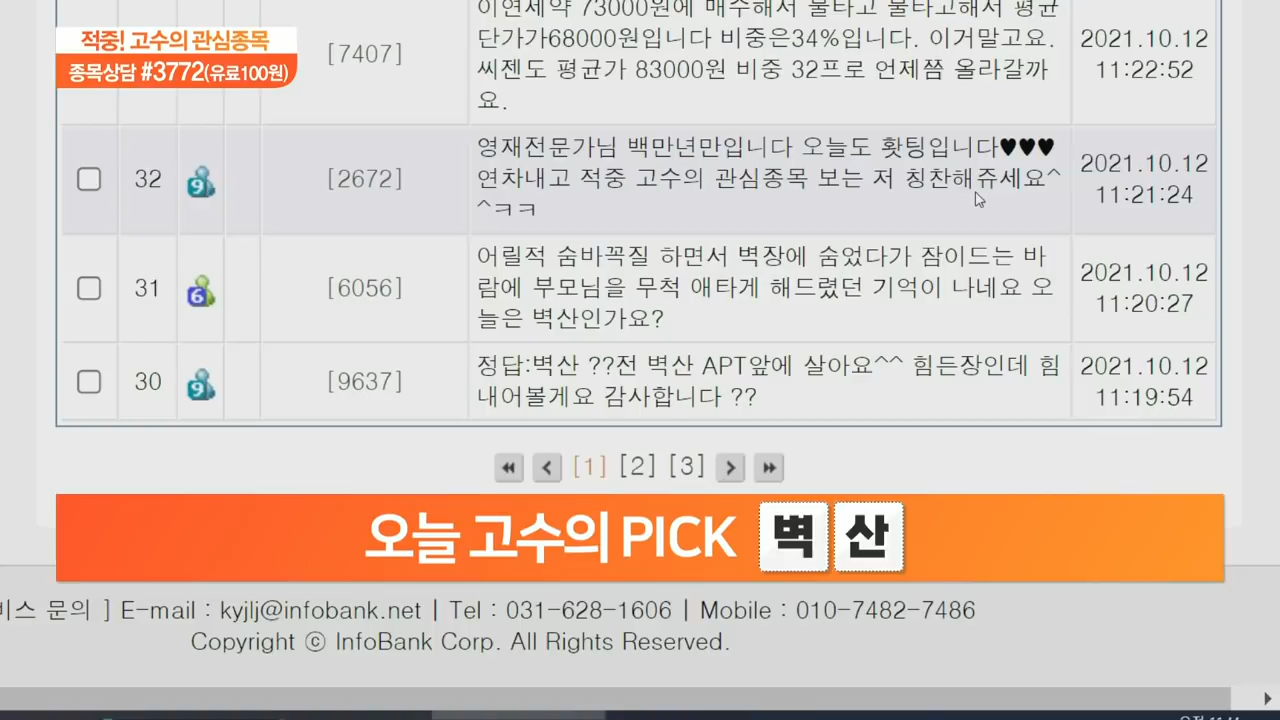 적중! 고수의 관심종목
종목상담 #3772(유료100원)
[7407]
이연제약 73000원에 매수해서 물타고 물타고해서 평균
단가가68000원입니다 비중은34%입니다. 이거말고요.
씨젠도 평균가 83000원 비중 32프로 언제쯤 올라갈까
요.
2021.10.12
11:22:52
32
9
[2672]
영재전문가님 백만년만입니다 오늘도 홧팅입니다♥♥♥
연차내고 적중 고수의 관심종목 보는 저 칭찬해쥬세요^
^ㅋㅋ
2021.10.12
11:21:24
31
6
[6056]
어릴적 숨바꼭질 하면서 벽장에 숨었다가 잠이드는 바
람에 부모님을 무척 애타게 해드렸던 기억이 나네요 오
늘은 벽산인가요?
2021.10.12
11:20:27
30
9
[9637]
정답:벽산 ??전 벽산 APT앞에 살아요^^ 힘든장인데 힘
내어볼게요 감사합니다 ??
2021.10.12
11:19:54
[1] [2] [3]
오늘 고수의 PICK 벽산
비스 문의 ] E-mail : kyjlj@infobank.net | Tel : 031-628-1606 | Mobile : 010-7482-7486
Copyright ⓒ InfoBank Corp. All Rights Reserved.